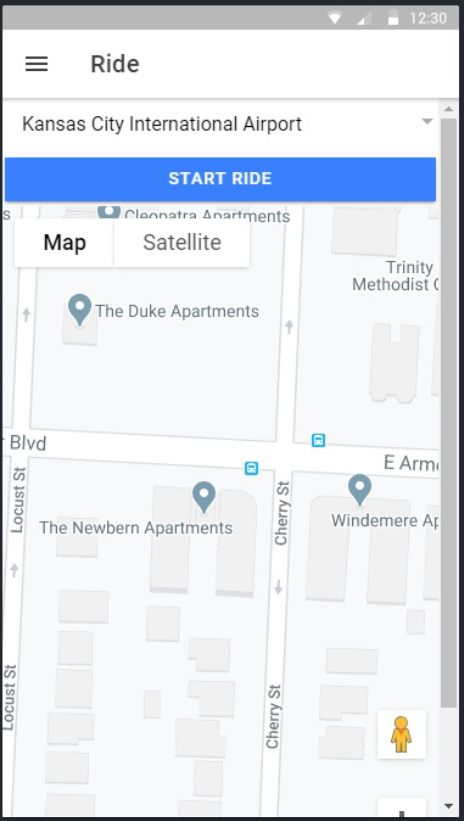 12:30
Ride
Kansas City International Airport
START RIDE
s
Cleopatra Apartments
Map
Satellite
Trinity
Methodist C
The Duke Apartments
r Blvd
E Arm
Locust St
Cherry St
The Newbern Apartments
Windemere Ap
Locust St
Cherry St